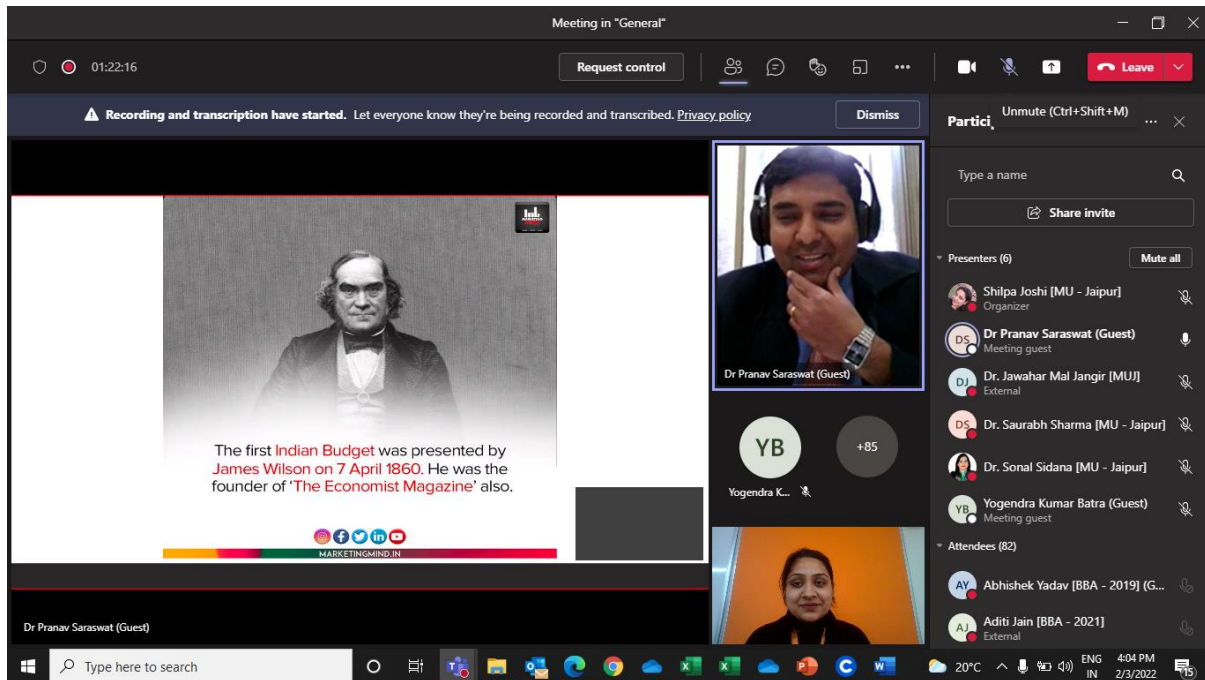 Meeting in "General"
01:22:16
Request control
Leave
Recording and transcription have started. Let everyone know they're being recorded and transcribed. Privacy policy
Dismiss
Partici
Unmute (Ctrl+Shift+M)
Type a name
Share invite
Presenters (6)
Mute all
Shilpa Joshi [MU - Jaipur]
Organizer
DS
Dr Pranav Saraswat (Guest)
Meeting guest
DJ
Dr. Jawahar Mal Jangir [MUJ]
External
DS
Dr. Saurabh Sharma [MU - Jaipur]
Dr. Sonal Sidana [MU - Jaipur]
YB
Yogendra Kumar Batra (Guest)
Meeting guest
Attendees (82)
AY
Abhishek Yadav [BBA - 2019] (G...
AJ
Aditi Jain [BBA - 2021]
External
The first Indian Budget was presented by
James Wilson on 7 April 1860. He was the
founder of 'The Economist Magazine' also.
MARKETINGMIND.IN
Dr Pranav Saraswat (Guest)
Dr Pranav Saraswat (Guest)
YB
+85
Yogendra K...
Type here to search
20°C
ENG
IN
4:04 PM
2/3/2022
15